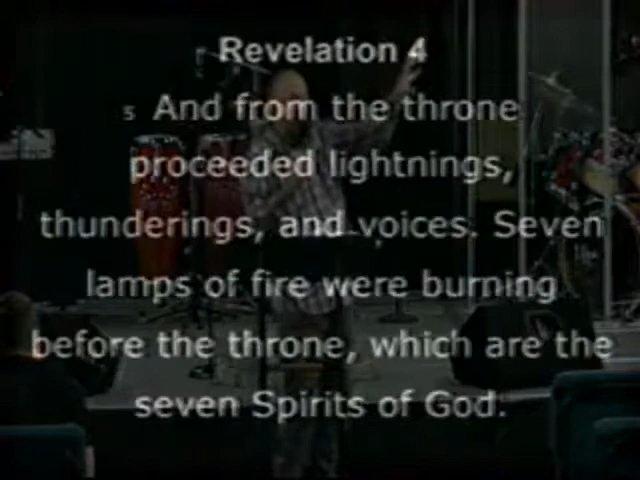 Revelation 4
5 And from the throne
proceeded lightnings,
thunderings, and voices. Seven
lamps of fire were burning
before the throne, which are the
seven Spirits of God.